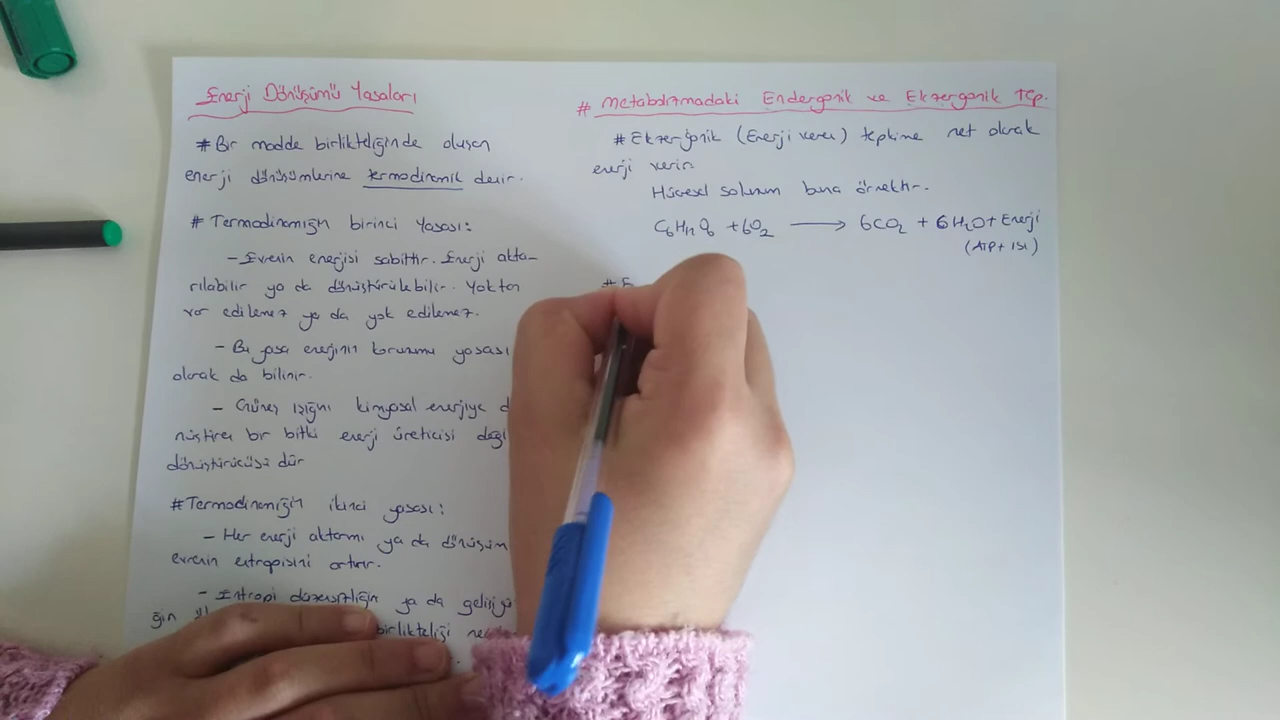 Enerji Dönüşümü Yasaları
# Bir madde birlikteliğinde oluşan
enerji dönüşümlerine termodinamik denir.
# Termodinamiğin birinci Yasası:
- Evrenin enerjisi sabittir. Enerji akta-
rılabilir ya da dönüştürülebilir. Yoktan
var edilemez ya da yok edilemez.
- Bu yasa enerjinin korunumu yasası
olarak da bilinir.
- Güneş ışığını kimyasal enerjiye d
nüştüren bir bitki enerji üreticisi değil
dönüştürücüsüdür
# Termodinamiğin ikinci yasası:
- Her enerji aktarımı ya da dönüşüm
evrenin entropisini artırır.
- Entropi düzensizliğin ya da gelişigü
ğin
birlikteliği ne
# Metabolizmadaki Endergonik ve Ekzergonik Tep.
# Ekzergonik (Enerji veren) tepkime net olarak
enerji verir.
Hücresel solunum buna örnektir.
C6H12O6 + 6O2 → 6CO2 + 6H2O + Enerji
(ATP + ISI)
# E